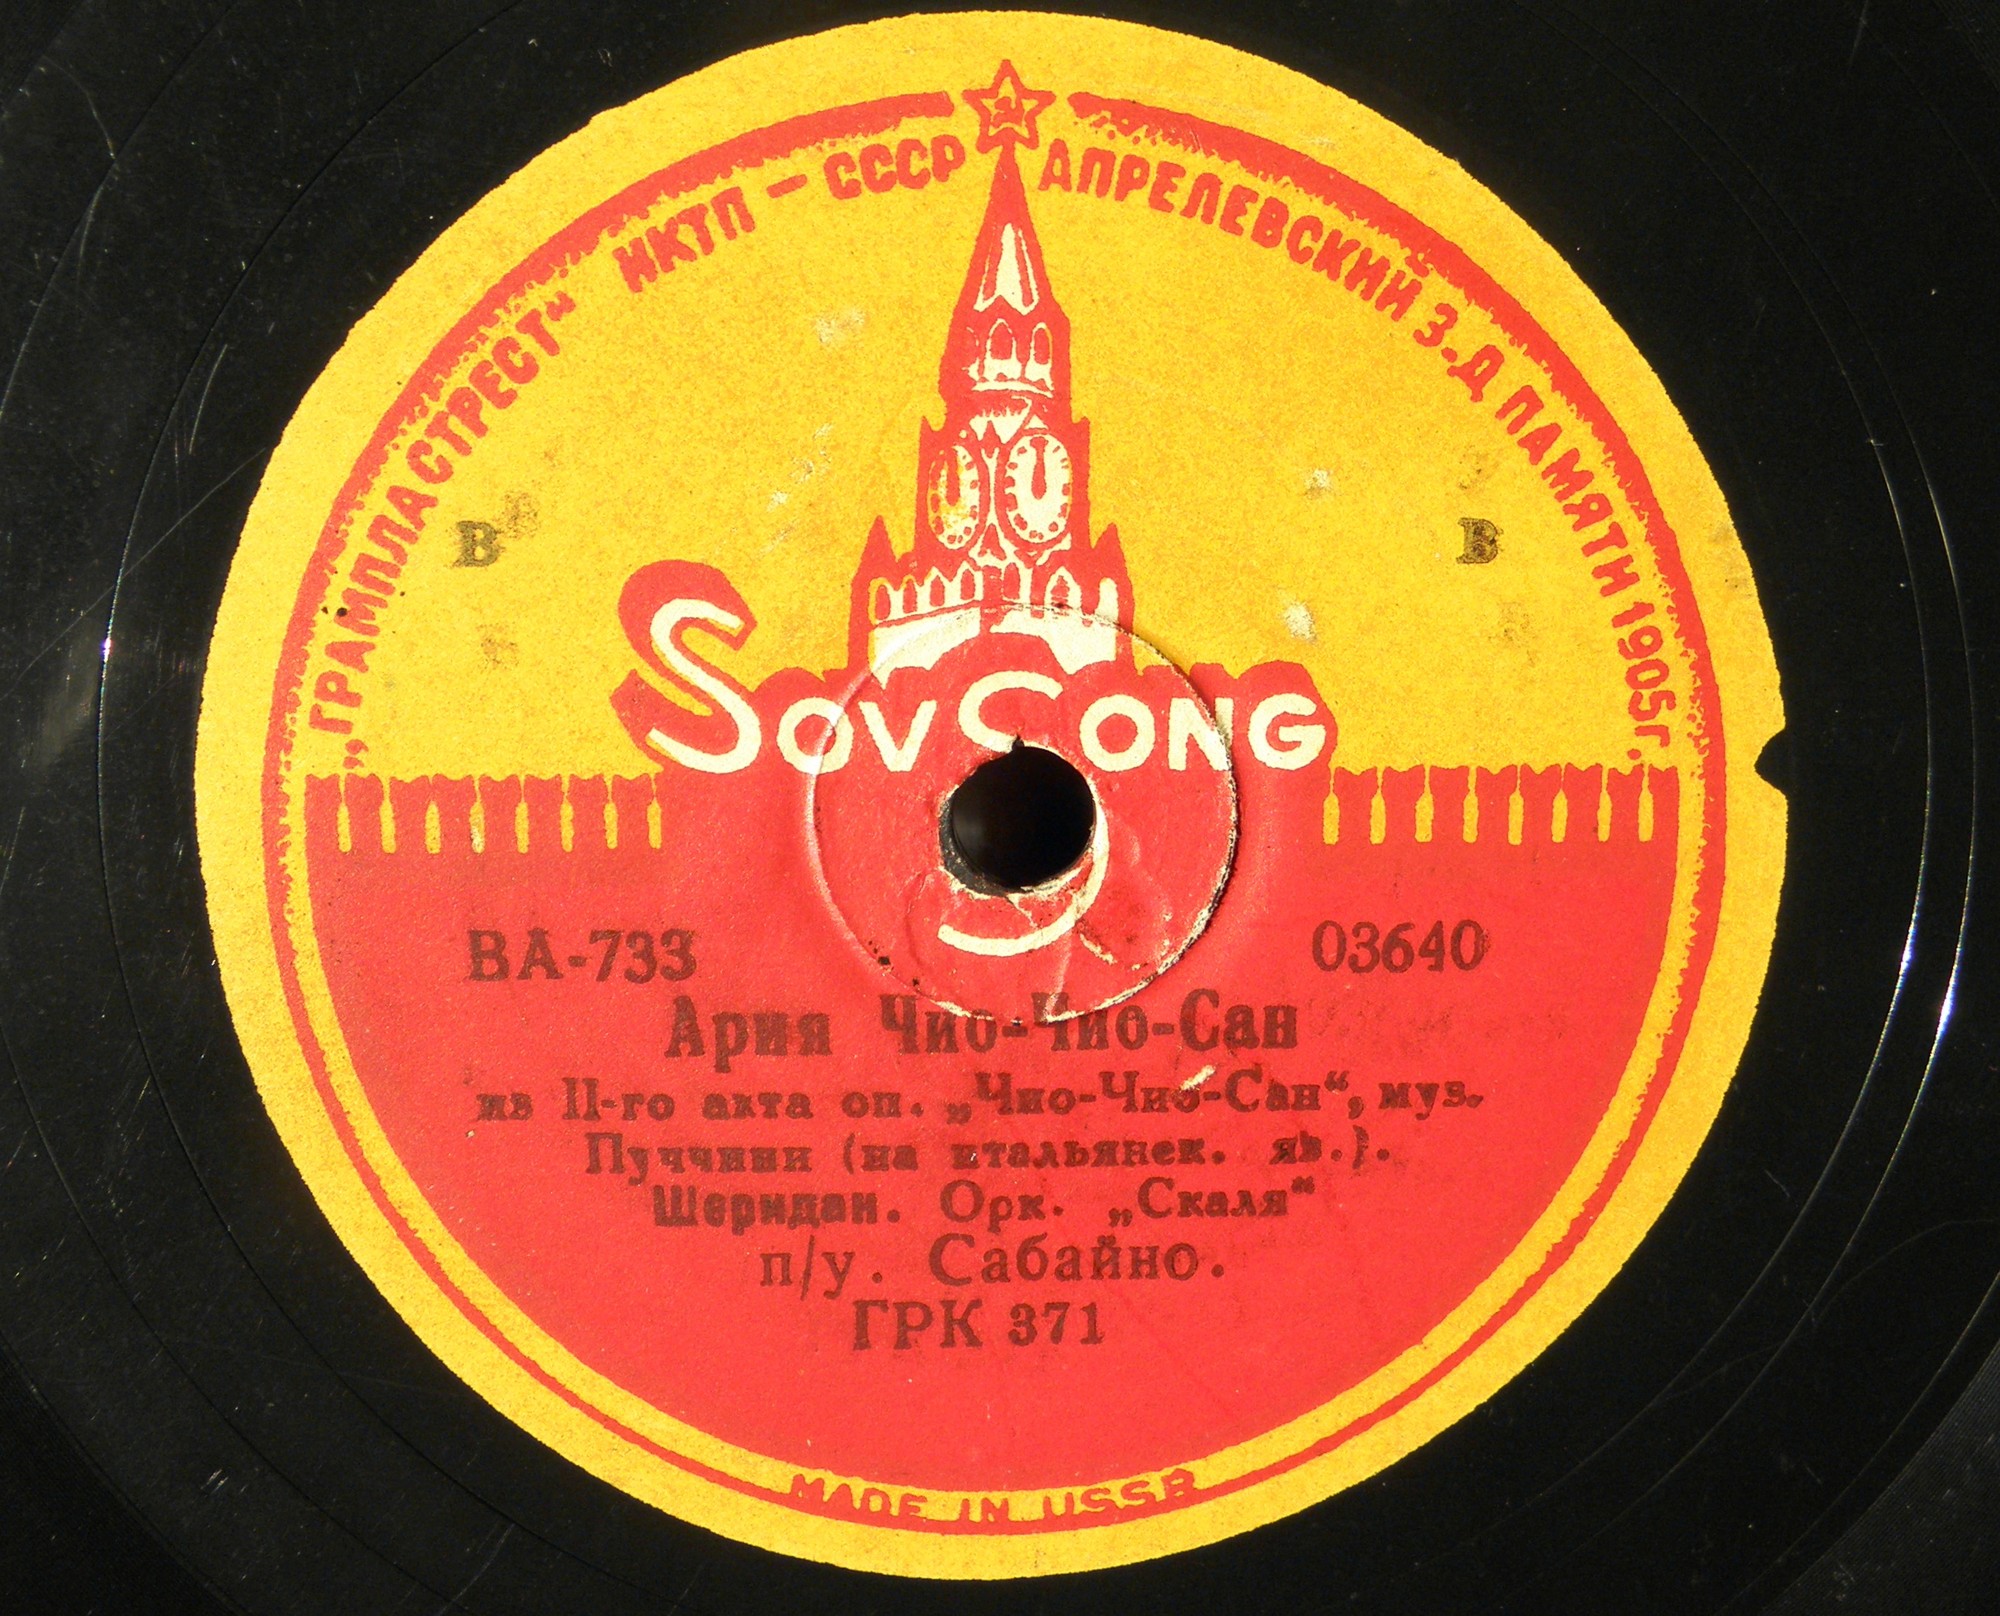 „ГРАМПЛАСТРЕСТ“ НКТП – СССР АПРЕЛЕВСКИЙ З-Д ПАМЯТИ 1905г.
В В
SovSong
ВА-733 03640
Ария Чио-Чио-Сан
из II-го акта оп. „Чио-Чио-Сан“, муз.
Пуччини (на итальянск. яз.).
Шеридан. Орк. „Скаля“
п/у. Сабайно.
ГРК 371
MADE IN USSR